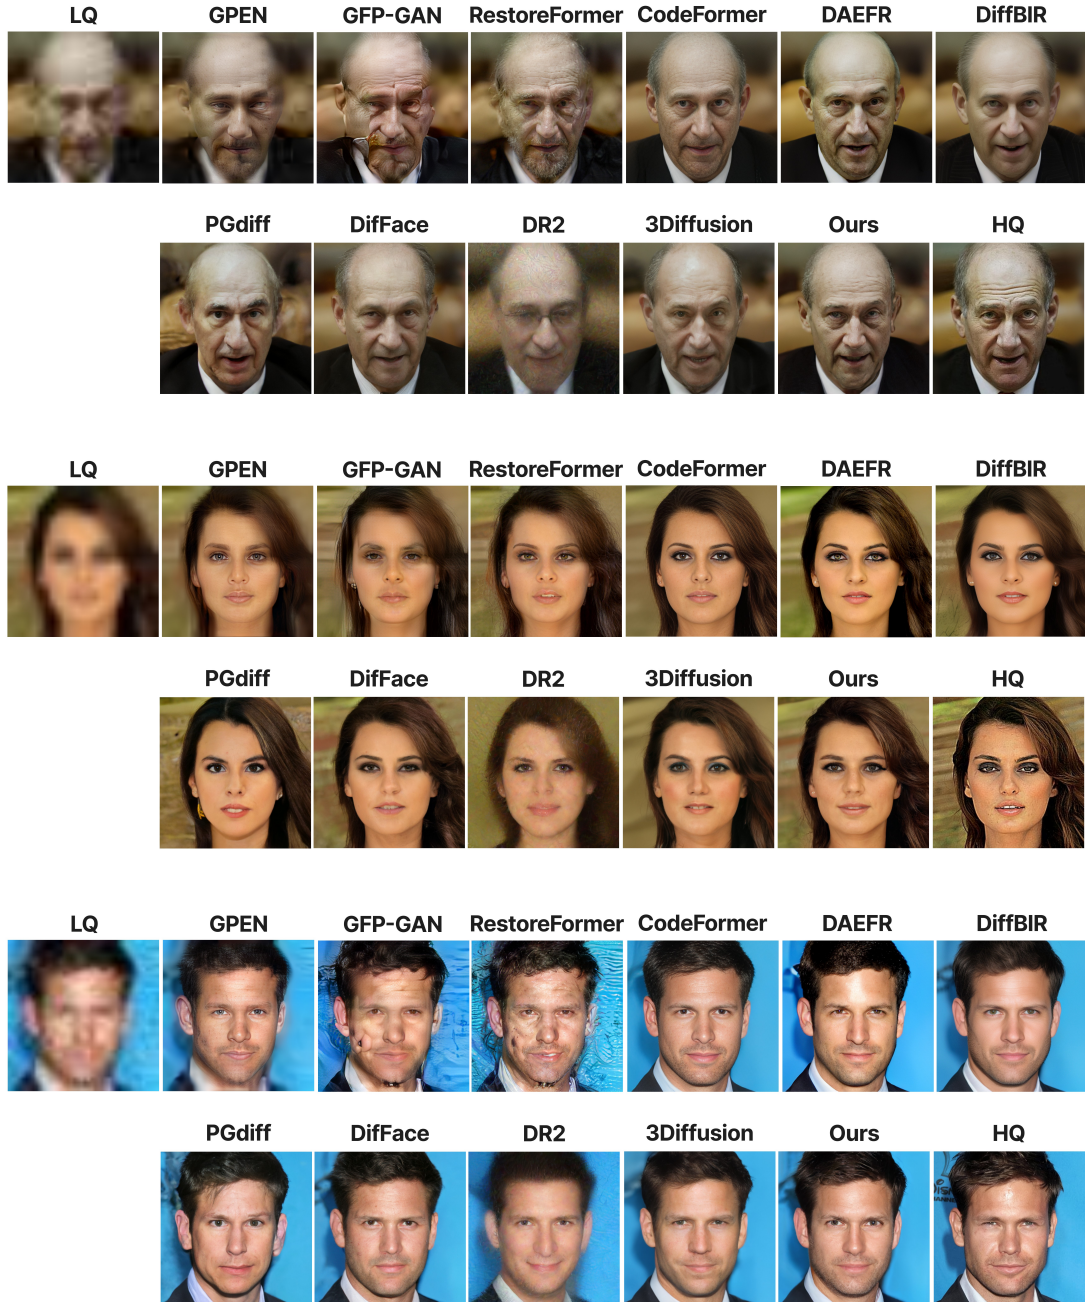 LQ GPEN GFP-GAN RestoreFormer CodeFormer DAEFR DiffBIR
PGdiff DifFace DR2 3Diffusion Ours HQ
LQ GPEN GFP-GAN RestoreFormer CodeFormer DAEFR DiffBIR
PGdiff DifFace DR2 3Diffusion Ours HQ
LQ GPEN GFP-GAN RestoreFormer CodeFormer DAEFR DiffBIR
PGdiff DifFace DR2 3Diffusion Ours HQ